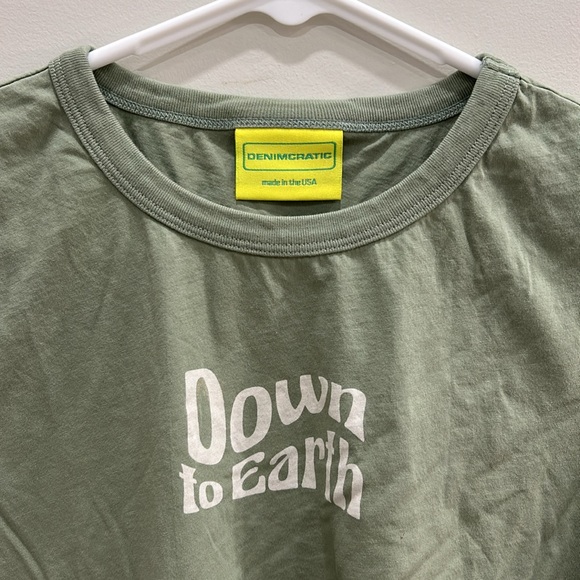 DENIMCRATIC
made in the USA
Down
to Earth